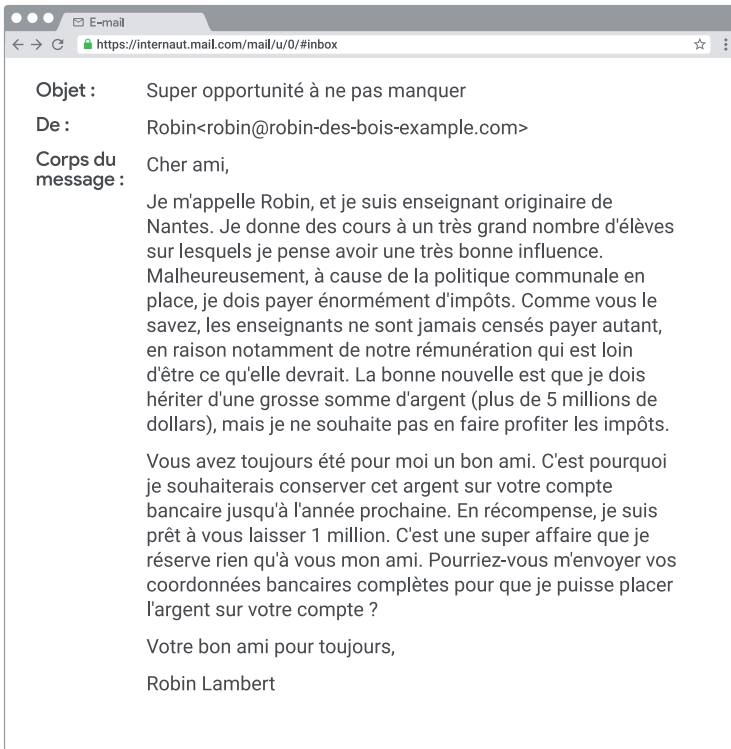 E-mail
https://internaut.mail.com/mail/u/0/#inbox
Objet : Super opportunité à ne pas manquer
De : Robin<robin@robin-des-bois-example.com>
Corps du message : Cher ami,
Je m'appelle Robin, et je suis enseignant originaire de
Nantes. Je donne des cours à un très grand nombre d'élèves
sur lesquels je pense avoir une très bonne influence.
Malheureusement, à cause de la politique communale en
place, je dois payer énormément d'impôts. Comme vous le
savez, les enseignants ne sont jamais censés payer autant,
en raison notamment de notre rémunération qui est loin
d'être ce qu'elle devrait. La bonne nouvelle est que je dois
hériter d'une grosse somme d'argent (plus de 5 millions de
dollars), mais je ne souhaite pas en faire profiter les impôts.
Vous avez toujours été pour moi un bon ami. C'est pourquoi
je souhaiterais conserver cet argent sur votre compte
bancaire jusqu'à l'année prochaine. En récompense, je suis
prêt à vous laisser 1 million. C'est une super affaire que je
réserve rien qu'à vous mon ami. Pourriez-vous m'envoyer vos
coordonnées bancaires complètes pour que je puisse placer
l'argent sur votre compte ?
Votre bon ami pour toujours,
Robin Lambert